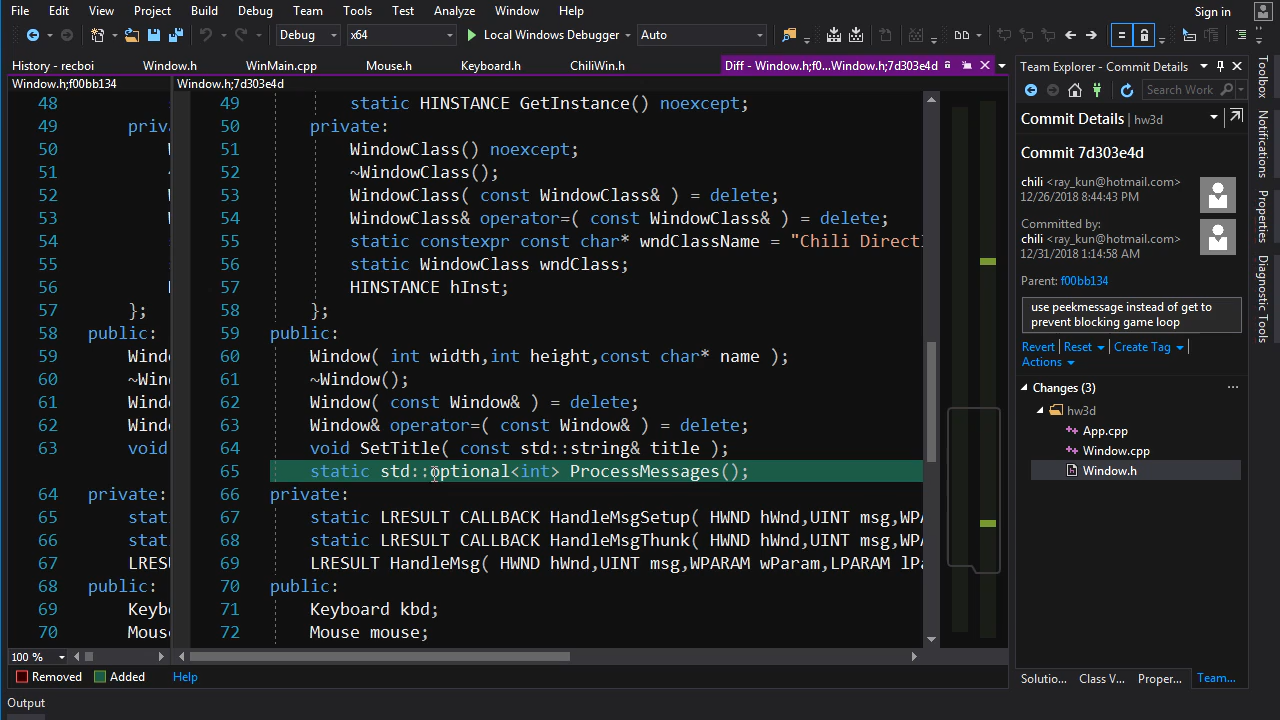 File Edit View Project Build Debug Team Tools Test Analyze Window Help Sign in
Debug x64 Local Windows Debugger Auto
History - recboi Window.h WinMain.cpp Mouse.h Keyboard.h ChiliWin.h Diff - Window.h;f0...Window.h;7d303e4d
Window.h;f00bb134 Window.h;7d303e4d
48
49 priv
50
51
52
53
54
55
56
57 };
58 public:
59 Wind
60 ~Win
61 Wind
62 Wind
63 void
64 private:
65 stat
66 stat
67 LRES
68 public:
69 Keyb
70 Mous
49 static HINSTANCE GetInstance() noexcept;
50 private:
51 WindowClass() noexcept;
52 ~WindowClass();
53 WindowClass( const WindowClass& ) = delete;
54 WindowClass& operator=( const WindowClass& ) = delete;
55 static constexpr const char* wndClassName = "Chili Direct
56 static WindowClass wndClass;
57 HINSTANCE hInst;
58 };
59 public:
60 Window( int width,int height,const char* name );
61 ~Window();
62 Window( const Window& ) = delete;
63 Window& operator=( const Window& ) = delete;
64 void SetTitle( const std::string& title );
65 static std::optional<int> ProcessMessages();
66 private:
67 static LRESULT CALLBACK HandleMsgSetup( HWND hWnd,UINT msg,WPA
68 static LRESULT CALLBACK HandleMsgThunk( HWND hWnd,UINT msg,WPA
69 LRESULT HandleMsg( HWND hWnd,UINT msg,WPARAM wParam,LPARAM lPa
70 public:
71 Keyboard kbd;
72 Mouse mouse;
100 %
Removed Added Help
Output
Team Explorer - Commit Details
Search Work
Commit Details | hw3d
Commit 7d303e4d
chili <ray_kun@hotmail.com>
12/26/2018 8:44:43 PM
Committed by:
chili <ray_kun@hotmail.com>
12/31/2018 1:14:58 AM
Parent: f00bb134
use peekmessage instead of get to
prevent blocking game loop
Revert Reset Create Tag
Actions
Changes (3) ...
hw3d
App.cpp
Window.cpp
Window.h
Solutio... Class V... Proper... Team...
Toolbox
Notifications
Properties
Diagnostic Tools